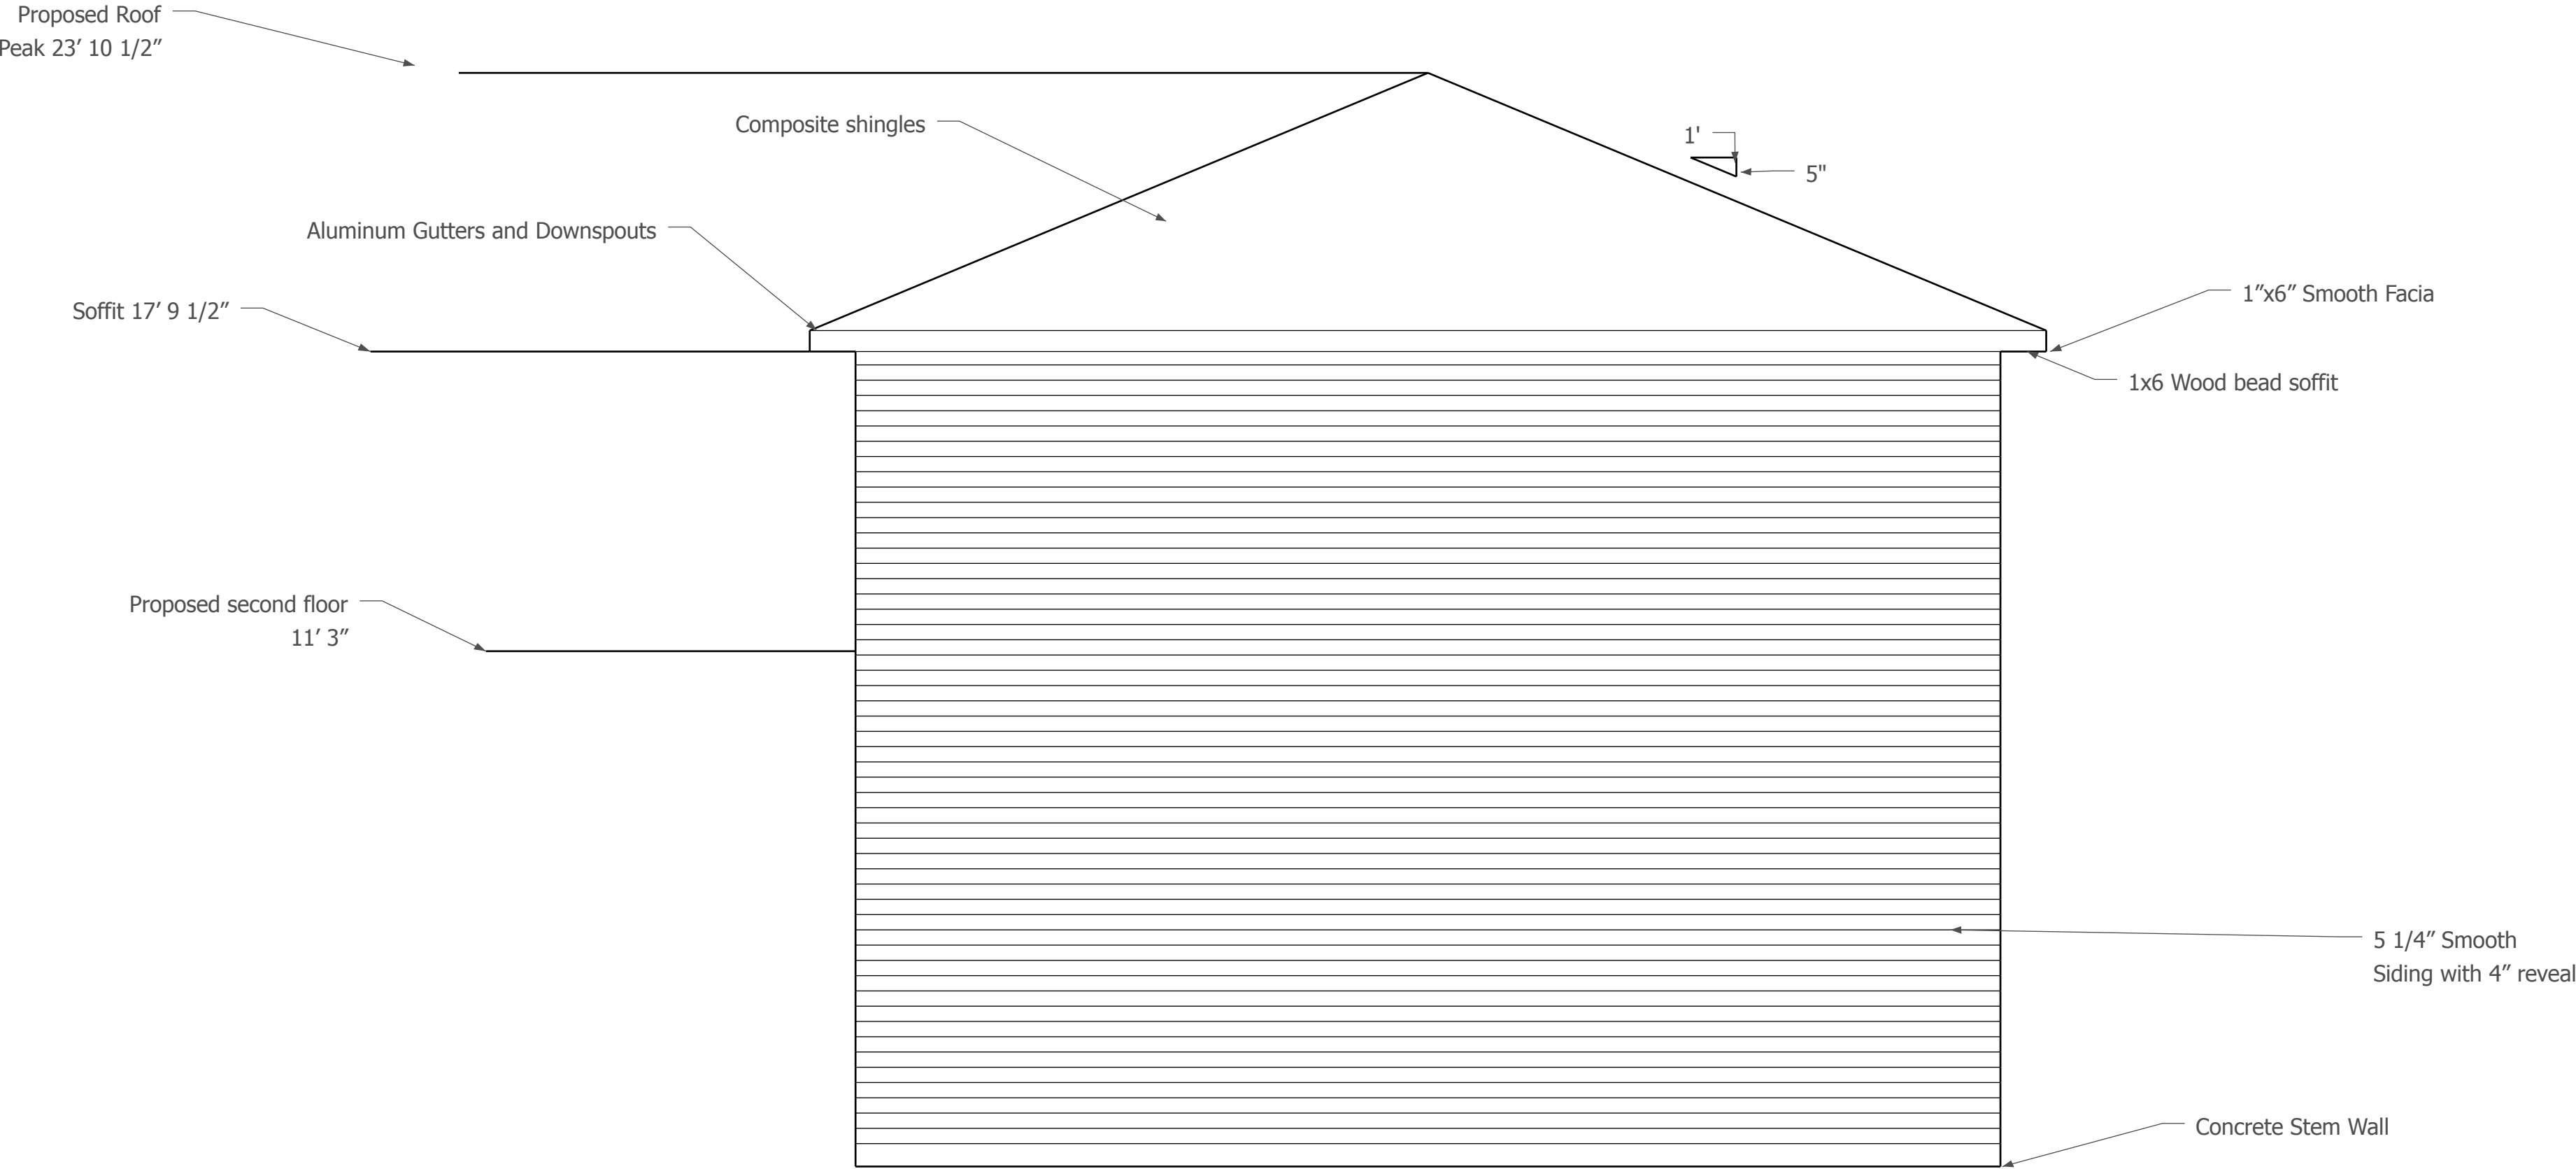 Proposed Roof
Peak 23′ 10 1/2″
Composite shingles
1'
5"
Aluminum Gutters and Downspouts
Soffit 17′ 9 1/2″
1″x6″ Smooth Facia
1x6 Wood bead soffit
Proposed second floor
11′ 3″
5 1/4″ Smooth
Siding with 4″ reveal
Concrete Stem Wall